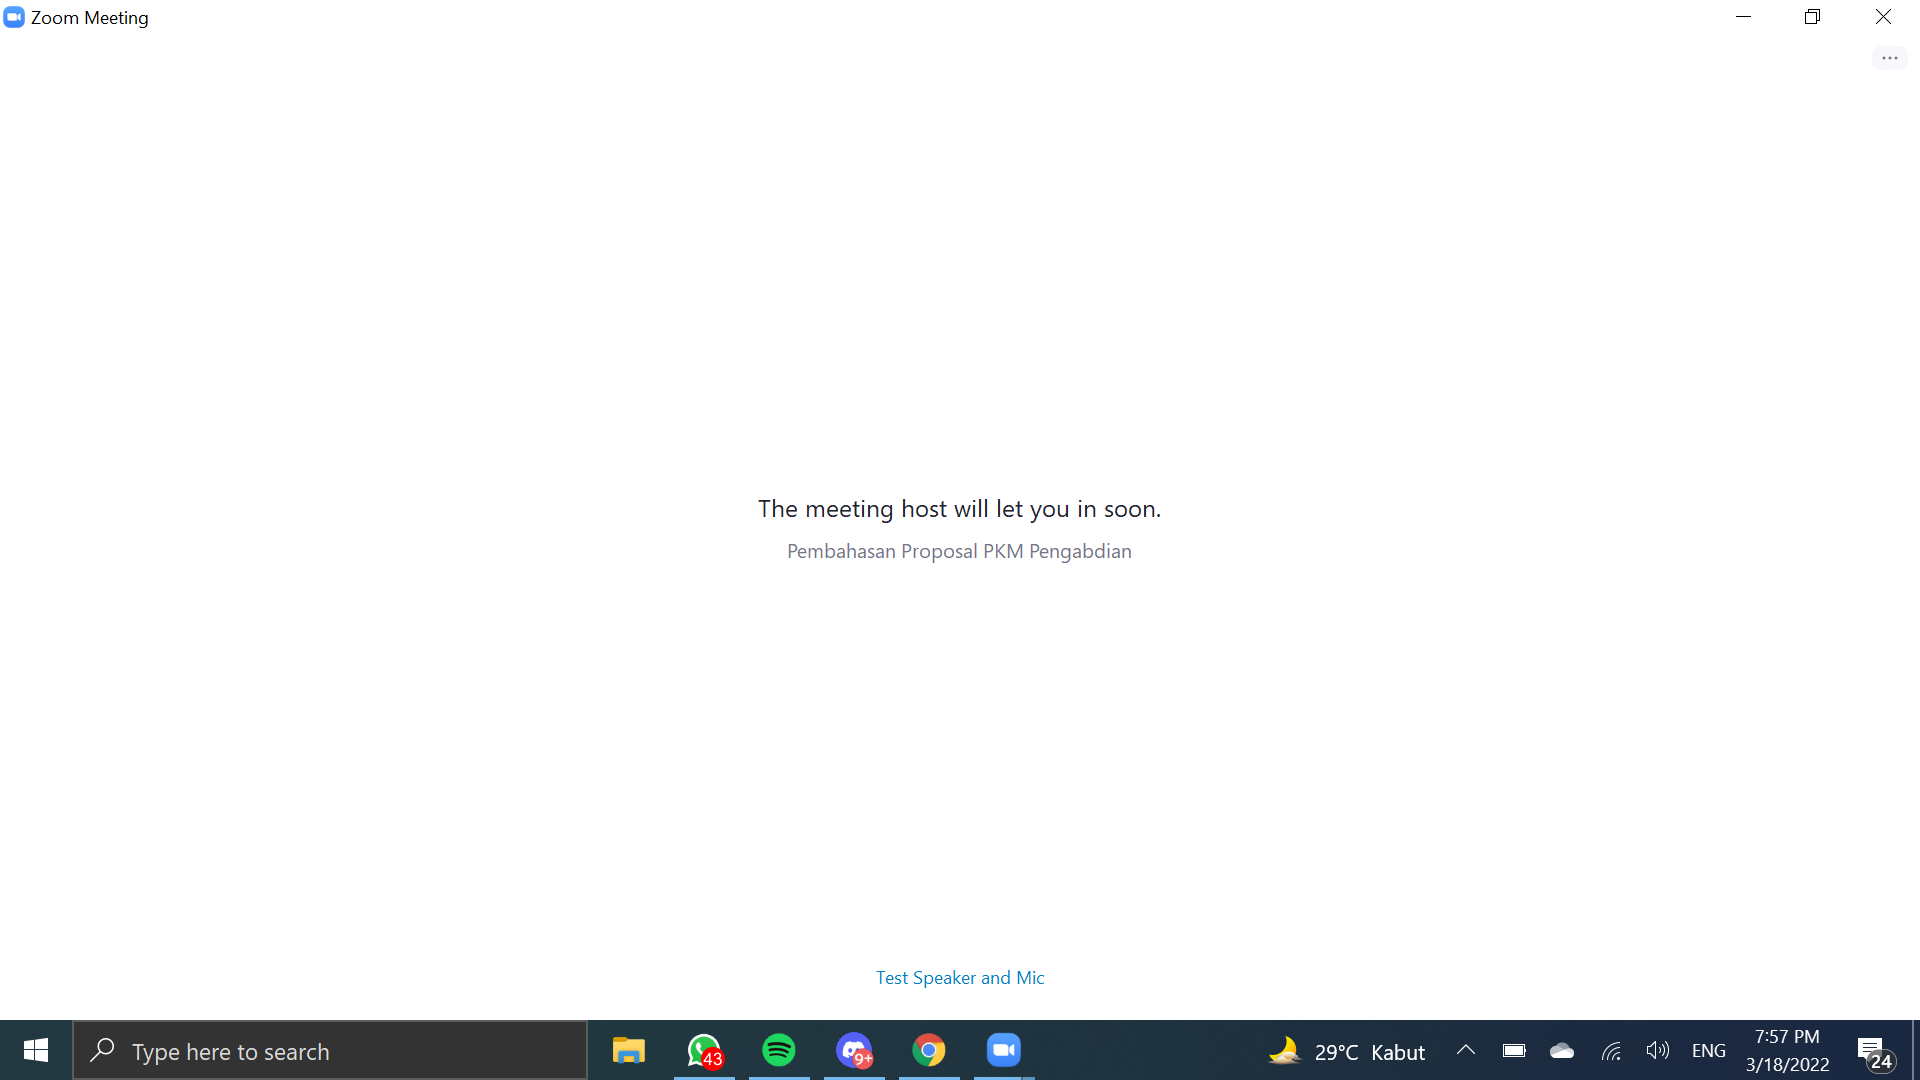 Zoom Meeting
...
The meeting host will let you in soon.
Pembahasan Proposal PKM Pengabdian
Test Speaker and Mic
Type here to search
43
9+
29°C Kabut
ENG
7:57 PM
3/18/2022
24